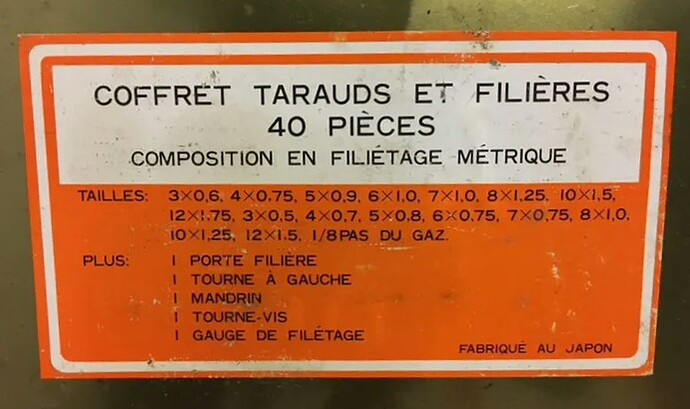 COFFRET TARAUDS ET FILIÈRES
40 PIÈCES
COMPOSITION EN FILIÉTAGE MÉTRIQUE
TAILLES: 3×0,6, 4×0.75, 5×0.9, 6×1,0, 7×1,0, 8×1,25, 10×1,5,
12×1.75, 3×0.5, 4×0.7, 5×0.8, 6×0.75, 7×0,75, 8×1,0,
10×1,25, 12×1.5, 1/8 PAS DU GAZ.
PLUS: 1 PORTE FILIÈRE
1 TOURNE À GAUCHE
1 MANDRIN
1 TOURNE-VIS
1 GAUGE DE FILÉTAGE
FABRIQUÉ AU JAPON